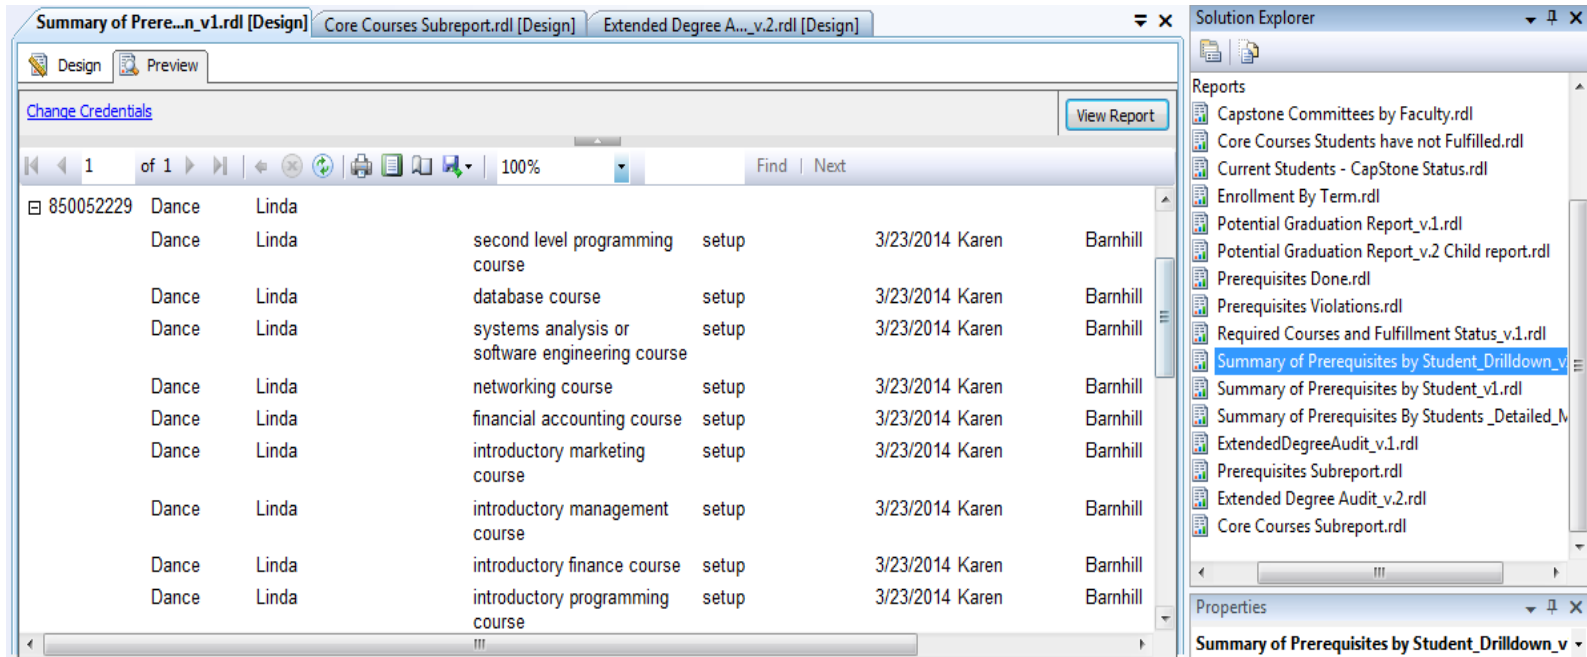 Summary of Prere...n_v1.rdl [Design] Core Courses Subreport.rdl [Design] Extended Degree A..._v.2.rdl [Design]
Design Preview
Change Credentials View Report
1 of 1 100% Find | Next
850052229 Dance Linda
Dance Linda second level programming setup 3/23/2014 Karen Barnhill
course
Dance Linda database course setup 3/23/2014 Karen Barnhill
Dance Linda systems analysis or setup 3/23/2014 Karen Barnhill
software engineering course
Dance Linda networking course setup 3/23/2014 Karen Barnhill
Dance Linda financial accounting course setup 3/23/2014 Karen Barnhill
Dance Linda introductory marketing setup 3/23/2014 Karen Barnhill
course
Dance Linda introductory management setup 3/23/2014 Karen Barnhill
course
Dance Linda introductory finance course setup 3/23/2014 Karen Barnhill
Dance Linda introductory programming setup 3/23/2014 Karen Barnhill
course
Solution Explorer
Reports
Capstone Committees by Faculty.rdl
Core Courses Students have not Fulfilled.rdl
Current Students - CapStone Status.rdl
Enrollment By Term.rdl
Potential Graduation Report_v.1.rdl
Potential Graduation Report_v.2 Child report.rdl
Prerequisites Done.rdl
Prerequisites Violations.rdl
Required Courses and Fulfillment Status_v.1.rdl
Summary of Prerequisites by Student_Drilldown_v
Summary of Prerequisites by Student_v1.rdl
Summary of Prerequisites By Students _Detailed_M
ExtendedDegreeAudit_v.1.rdl
Prerequisites Subreport.rdl
Extended Degree Audit_v.2.rdl
Core Courses Subreport.rdl
Properties
Summary of Prerequisites by Student_Drilldown_v